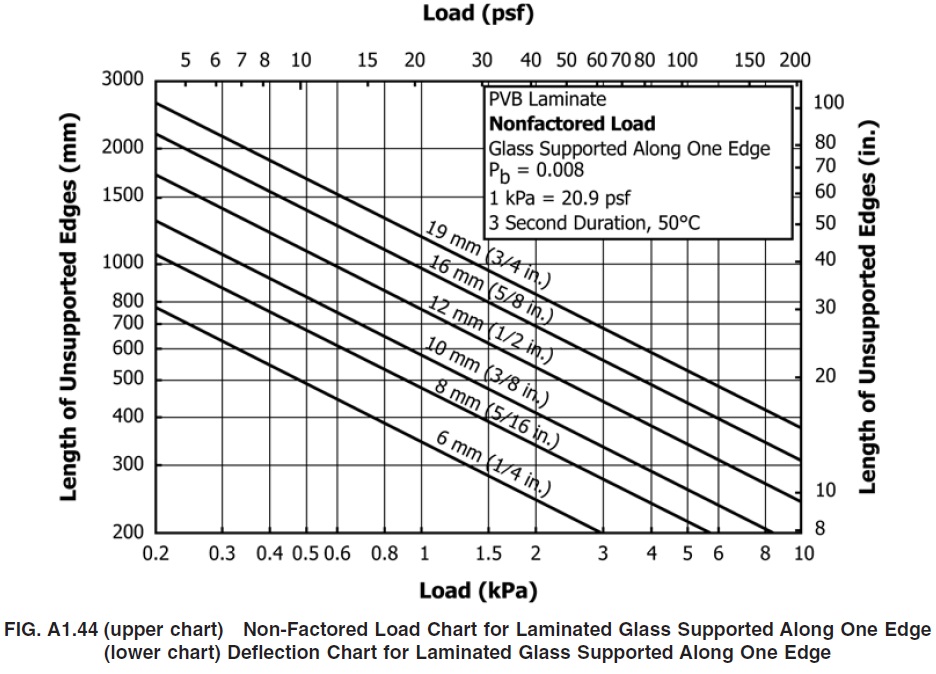 Load (psf)
5 6 7 8 10 15 20 30 40 50 60 70 80 100 150 200
3000
2000
1500
1000
800
700
600
500
400
300
200
Length of Unsupported Edges (mm)
PVB Laminate
Nonfactored Load
Glass Supported Along One Edge
Pb = 0.008
1 kPa = 20.9 psf
3 Second Duration, 50°C
19 mm (3/4 in.)
16 mm (5/8 in.)
12 mm (1/2 in.)
10 mm (3/8 in.)
8 mm (5/16 in.)
6 mm (1/4 in.)
100
80
70
60
50
40
30
20
10
8
Length of Unsupported Edges (in.)
0.2 0.3 0.4 0.5 0.6 0.8 1 1.5 2 3 4 5 6 8 10
Load (kPa)
FIG. A1.44 (upper chart) Non-Factored Load Chart for Laminated Glass Supported Along One Edge
(lower chart) Deflection Chart for Laminated Glass Supported Along One Edge